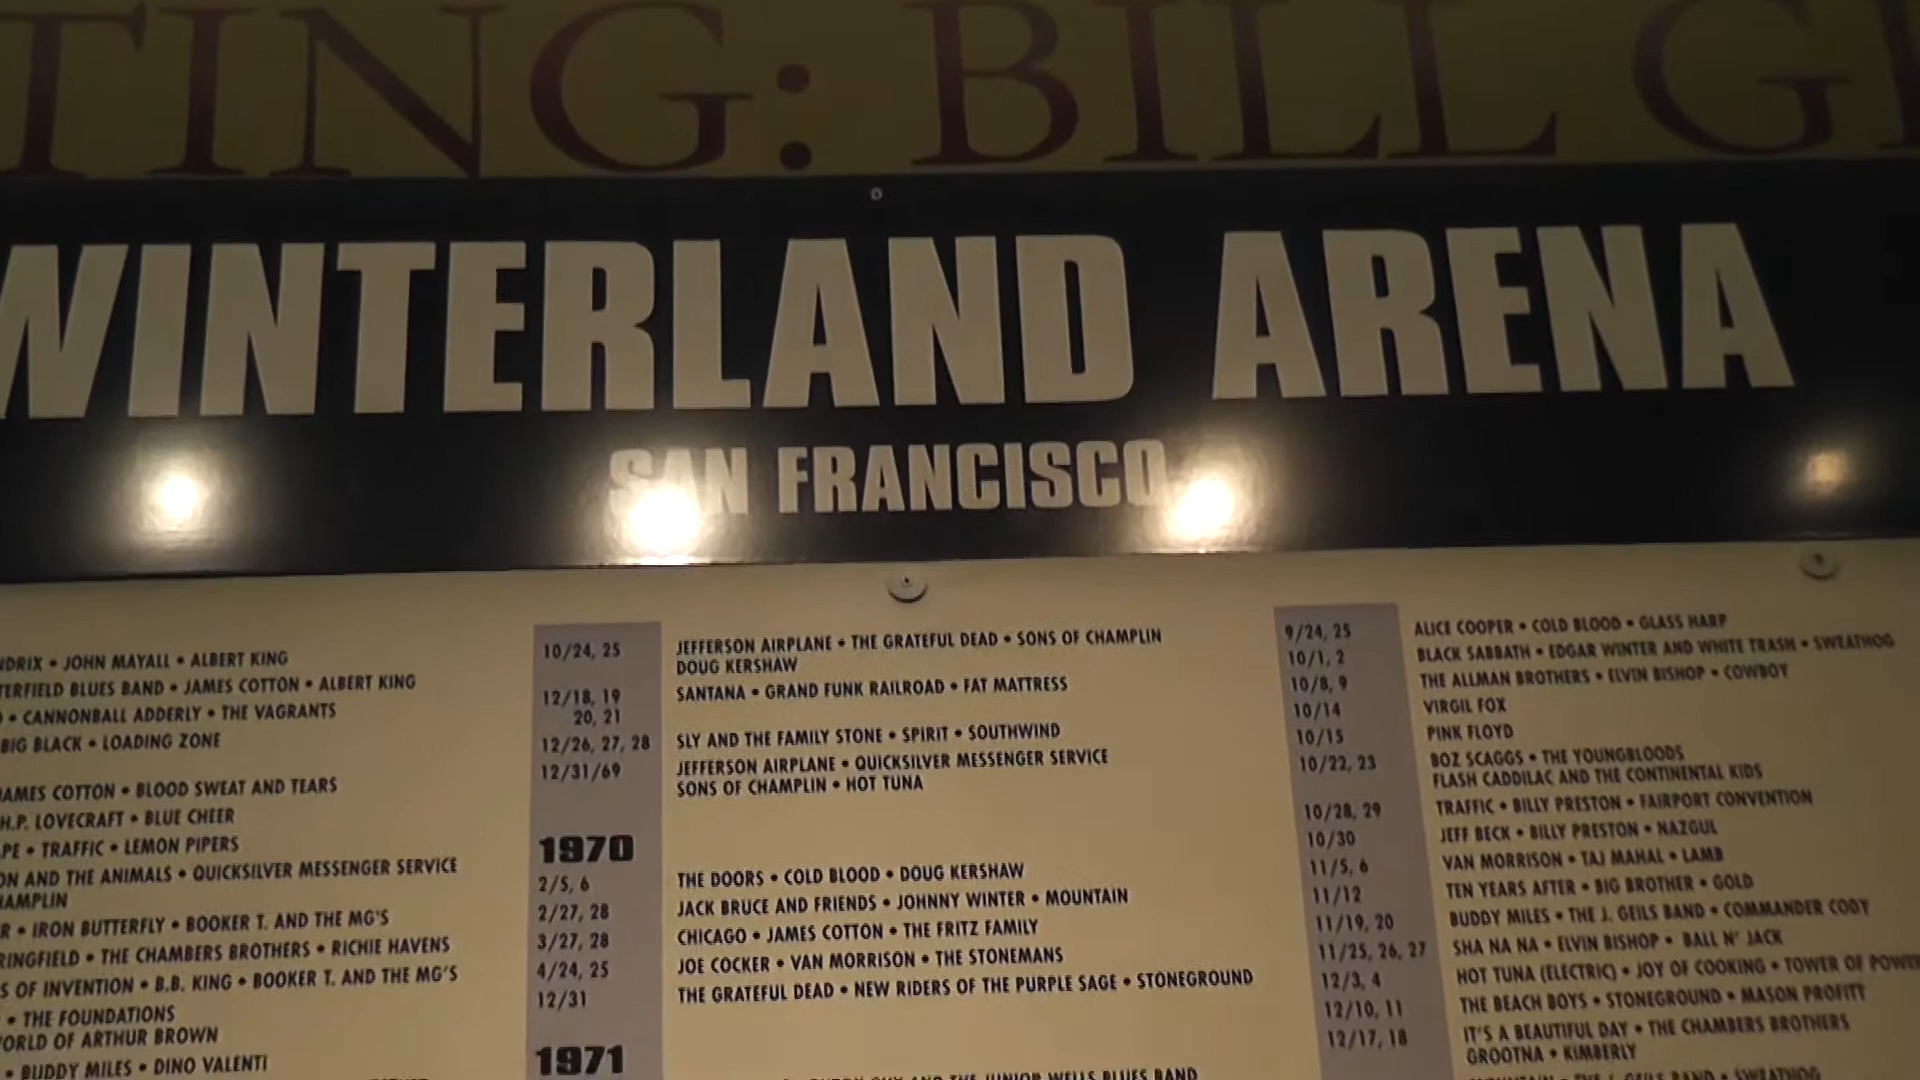 TING: BILL G
WINTERLAND ARENA
SAN FRANCISCO
JOHN MAYALL • ALBERT KING
BLUES BAND • JAMES COTTON • ALBERT KING
• CANNONBALL ADDERLY • THE VAGRANTS
BIG BLACK • LOADING ZONE
JAMES COTTON • BLOOD SWEAT AND TEARS
H.P. LOVECRAFT • BLUE CHEER
• TRAFFIC • LEMON PIPERS
AND THE ANIMALS • QUICKSILVER MESSENGER SERVICE
HAMPLIN
R • IRON BUTTERFLY • BOOKER T. AND THE MG'S
RINGFIELD • THE CHAMBERS BROTHERS • RICHIE HAVENS
S OF INVENTION • B.B. KING • BOOKER T. AND THE MG'S
• THE FOUNDATIONS
WORLD OF ARTHUR BROWN
• BUDDY MILES • DINO VALENTI
10/24, 25 JEFFERSON AIRPLANE • THE GRATEFUL DEAD • SONS OF CHAMPLIN
DOUG KERSHAW
12/18, 19 SANTANA • GRAND FUNK RAILROAD • FAT MATTRESS
20, 21
12/26, 27, 28 SLY AND THE FAMILY STONE • SPIRIT • SOUTHWIND
12/31/69 JEFFERSON AIRPLANE • QUICKSILVER MESSENGER SERVICE
SONS OF CHAMPLIN • HOT TUNA
1970
2/5, 6 THE DOORS • COLD BLOOD • DOUG KERSHAW
2/27, 28 JACK BRUCE AND FRIENDS • JOHNNY WINTER • MOUNTAIN
3/27, 28 CHICAGO • JAMES COTTON • THE FRITZ FAMILY
4/24, 25 JOE COCKER • VAN MORRISON • THE STONEMANS
12/31 THE GRATEFUL DEAD • NEW RIDERS OF THE PURPLE SAGE • STONEGROUND
1971
AND THE JUNIOR WELLS BLUES BAND
9/24, 25 ALICE COOPER • COLD BLOOD • GLASS HARP
10/1, 2 BLACK SABBATH • EDGAR WINTER AND WHITE TRASH • SWEATHOG
10/8, 9 THE ALLMAN BROTHERS • ELVIN BISHOP • COWBOY
10/14 VIRGIL FOX
10/15 PINK FLOYD
10/22, 23 BOZ SCAGGS • THE YOUNGBLOODS
FLASH CADDILAC AND THE CONTINENTAL KIDS
10/28, 29 TRAFFIC • BILLY PRESTON • FAIRPORT CONVENTION
10/30 JEFF BECK • BILLY PRESTON • NAZGUL
11/5, 6 VAN MORRISON • TAJ MAHAL • LAMB
11/12 TEN YEARS AFTER • BIG BROTHER • GOLD
11/19, 20 BUDDY MILES • THE J. GEILS BAND • COMMANDER CODY
11/25, 26, 27 SHA NA NA • ELVIN BISHOP • BALL N' JACK
12/3, 4 HOT TUNA (ELECTRIC) • JOY OF COOKING • TOWER OF POWER
12/10, 11 THE BEACH BOYS • STONEGROUND • MASON PROFITT
12/17, 18 IT'S A BEAUTIFUL DAY • THE CHAMBERS BROTHERS
GROOTNA • KIMBERLY
THE J. GEILS BAND • SWEATHOG